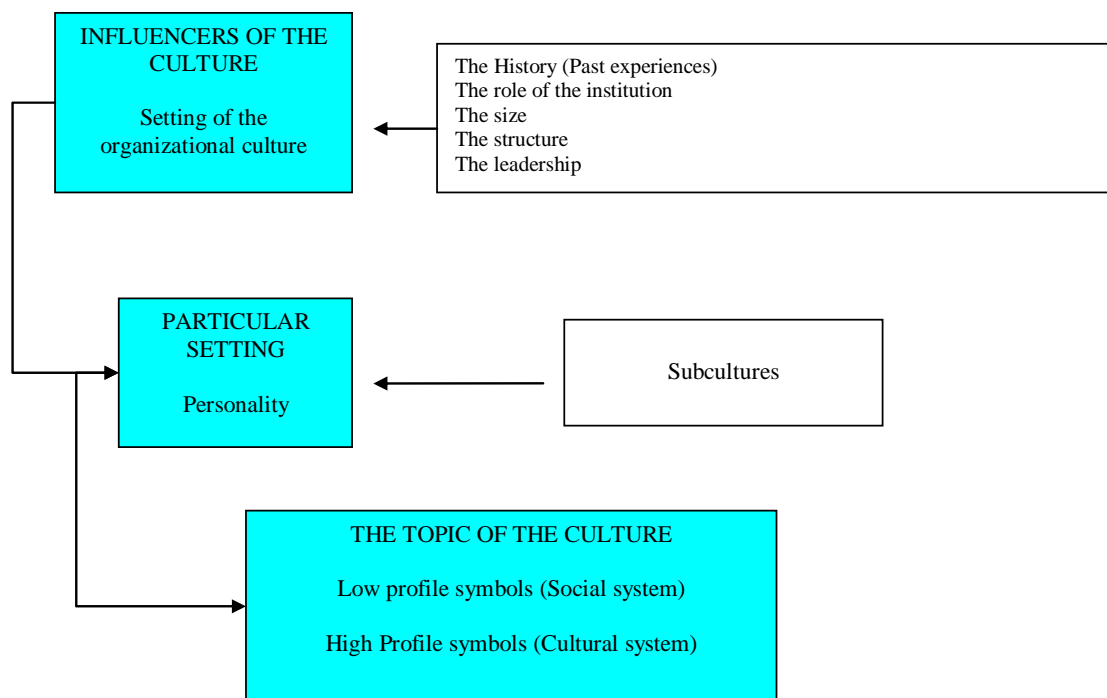 INFLUENCERS OF THE
CULTURE
Setting of the
organizational culture
The History (Past experiences)
The role of the institution
The size
The structure
The leadership
PARTICULAR
SETTING
Personality
Subcultures
THE TOPIC OF THE CULTURE
Low profile symbols (Social system)
High Profile symbols (Cultural system)